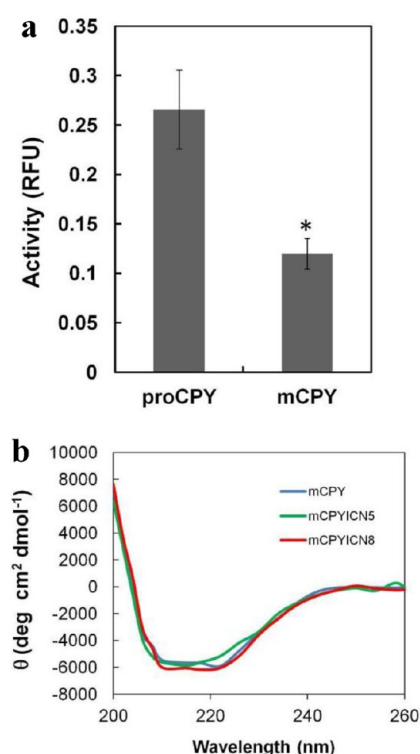 a
0.35
0.3
0.25
0.2
0.15
0.1
0.05
0
Activity (RFU)
*
proCPY mCPY
b
10000
8000
6000
4000
2000
0
-2000
-4000
-6000
-8000
θ (deg cm² dmol⁻¹)
mCPY
mCPYICN5
mCPYICN8
200 220 240 260
Wavelength (nm)